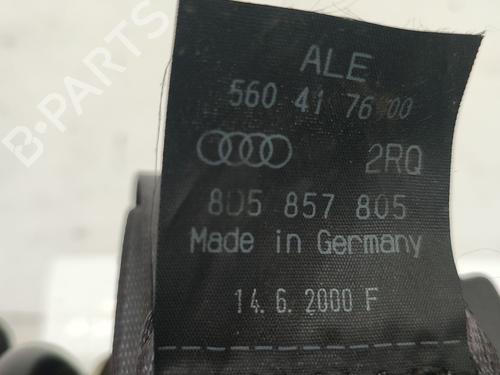 ALE
560 41 76 00
2RQ
8D5 857 805
Made in Germany
14. 6. 2000 F
B-PARTS